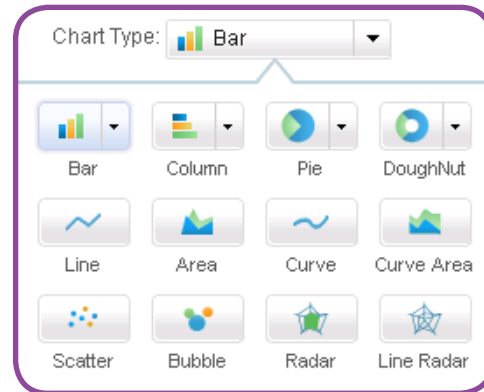 Chart Type: Bar
Bar Column Pie DoughNut
Line Area Curve Curve Area
Scatter Bubble Radar Line Radar